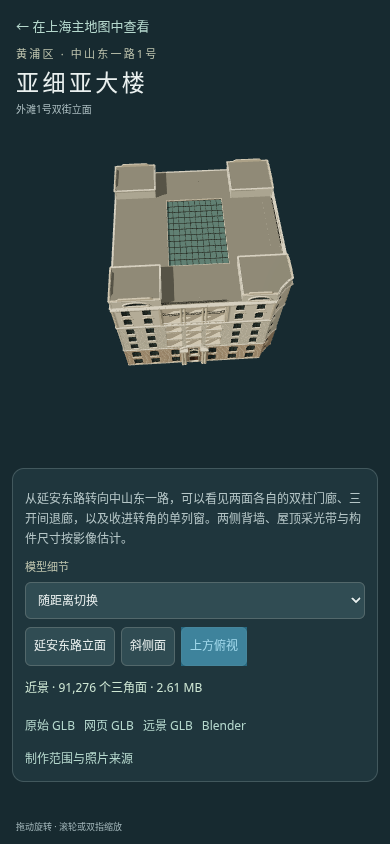 ← 在上海主地图中查看
黄浦区 · 中山东一路1号
亚细亚大楼
外滩1号双街立面
从延安东路转向中山东一路，可以看见两面各自的双柱门廊、三
开间退廊，以及收进转角的单列窗。两侧背墙、屋顶采光带与构
件尺寸按影像估计。
模型细节
随距离切换
延安东路立面 斜侧面 上方俯视
近景 · 91,276 个三角面 · 2.61 MB
原始 GLB 网页 GLB 远景 GLB Blender
制作范围与照片来源
拖动旋转 · 滚轮或双指缩放